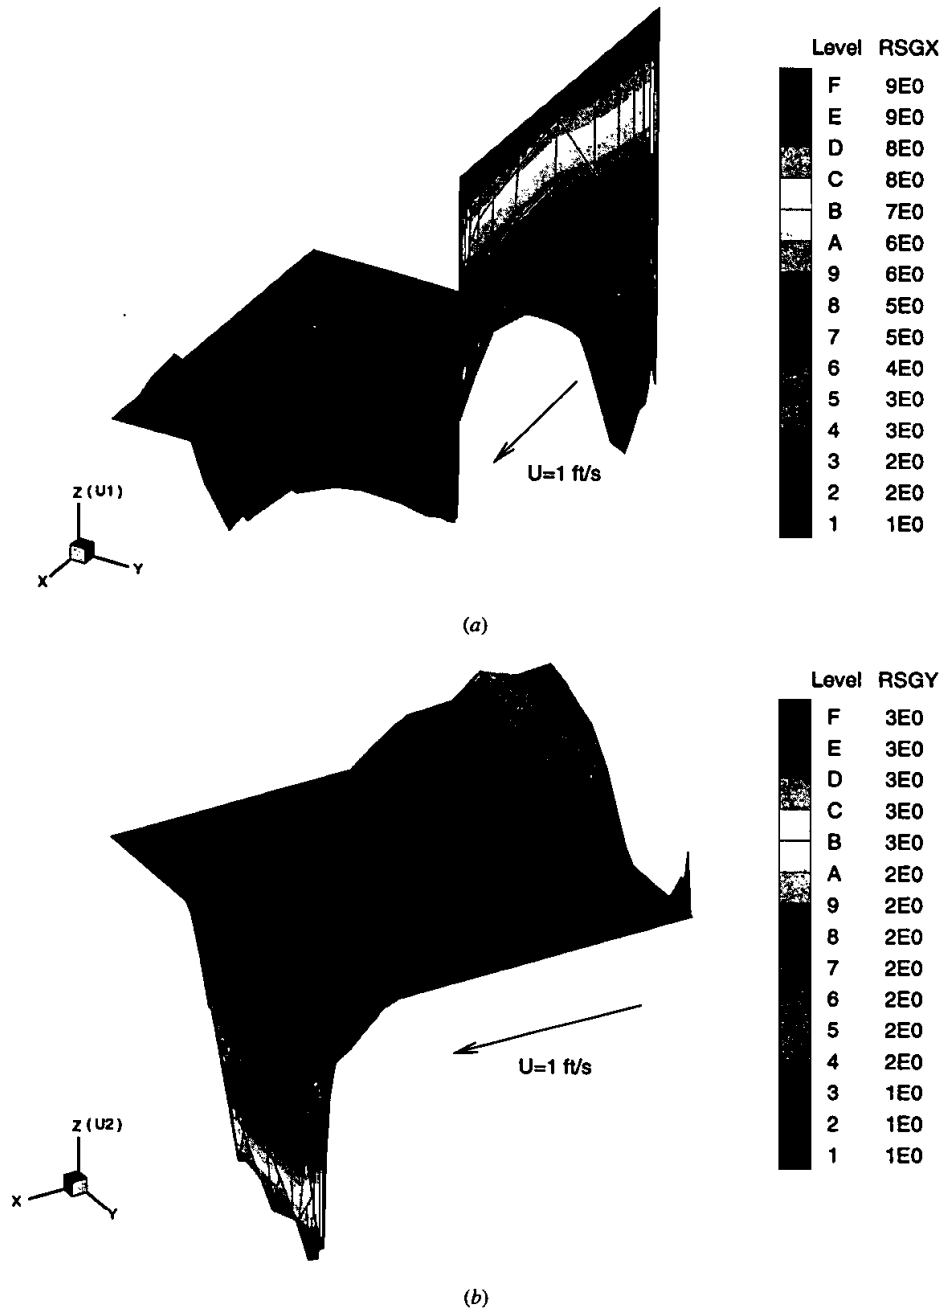 Level RSGX
F 9E0
E 9E0
D 8E0
C 8E0
B 7E0
A 6E0
9 6E0
8 5E0
7 5E0
6 4E0
5 3E0
4 3E0
3 2E0
2 2E0
1 1E0
U=1 ft/s
Z (U1)
X
Y
(a)
Level RSGY
F 3E0
E 3E0
D 3E0
C 3E0
B 3E0
A 2E0
9 2E0
8 2E0
7 2E0
6 2E0
5 2E0
4 2E0
3 1E0
2 1E0
1 1E0
U=1 ft/s
Z (U2)
X
Y
(b)